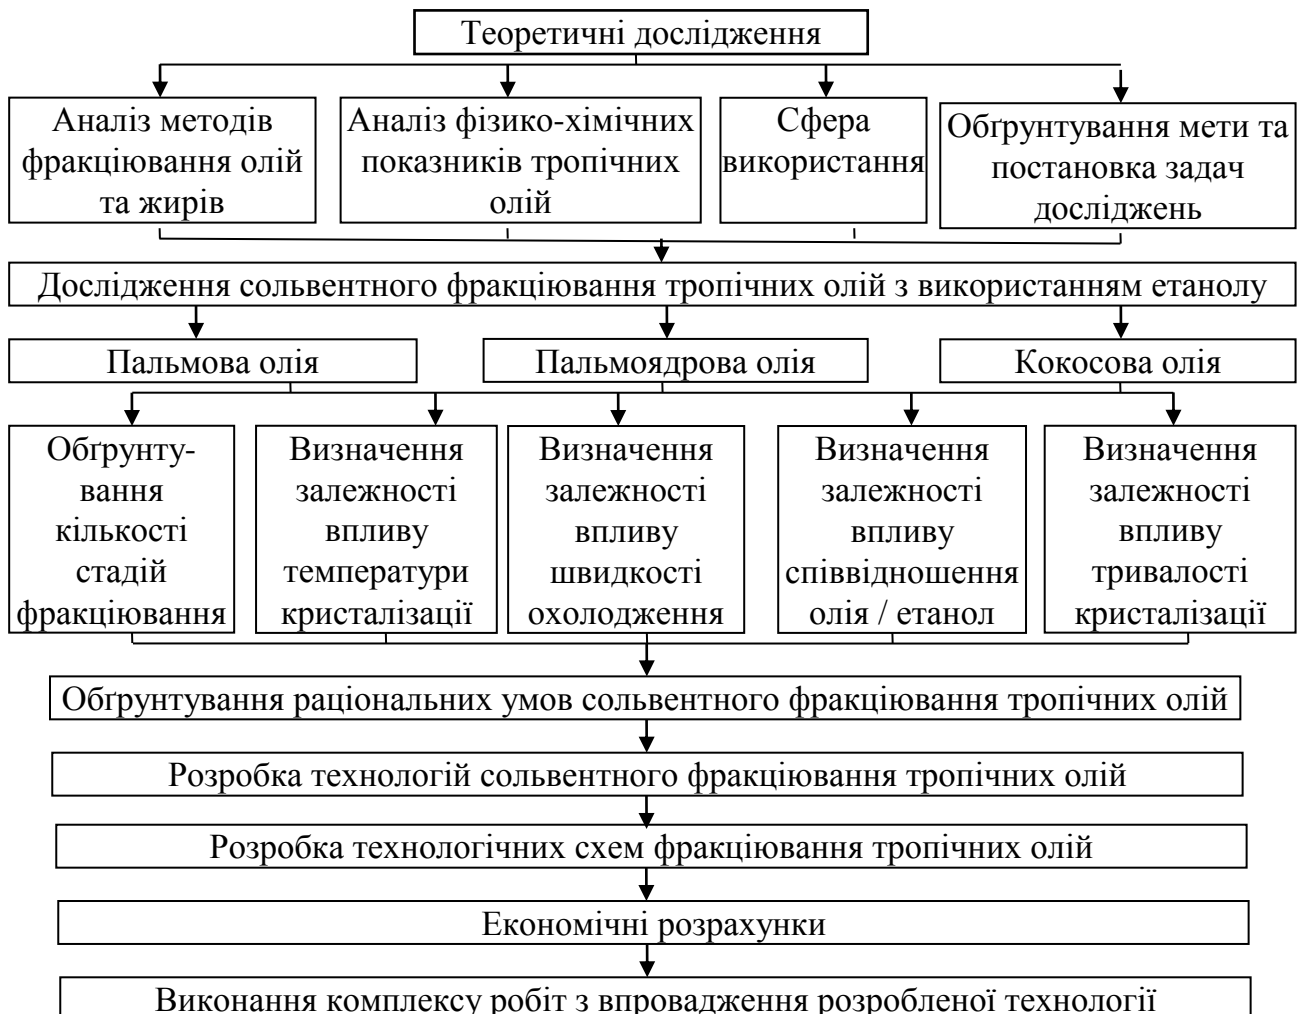 Теоретичні дослідження
Аналіз методів
фракціювання олій
та жирів
Аналіз фізико-хімічних
показників тропічних
олій
Сфера
використання
Обґрунтування мети та
постановка задач
досліджень
Дослідження сольвентного фракціювання тропічних олій з використанням етанолу
Пальмова олія
Пальмоядрова олія
Кокосова олія
Обґрунту-
вання
кількості
стадій
фракціювання
Визначення
залежності
впливу
температури
кристалізації
Визначення
залежності
впливу
швидкості
охолодження
Визначення
залежності
впливу
співвідношення
олія / етанол
Визначення
залежності
впливу
тривалості
кристалізації
Обґрунтування раціональних умов сольвентного фракціювання тропічних олій
Розробка технологій сольвентного фракціювання тропічних олій
Розробка технологічних схем фракціювання тропічних олій
Економічні розрахунки
Виконання комплексу робіт з впровадження розробленої технології